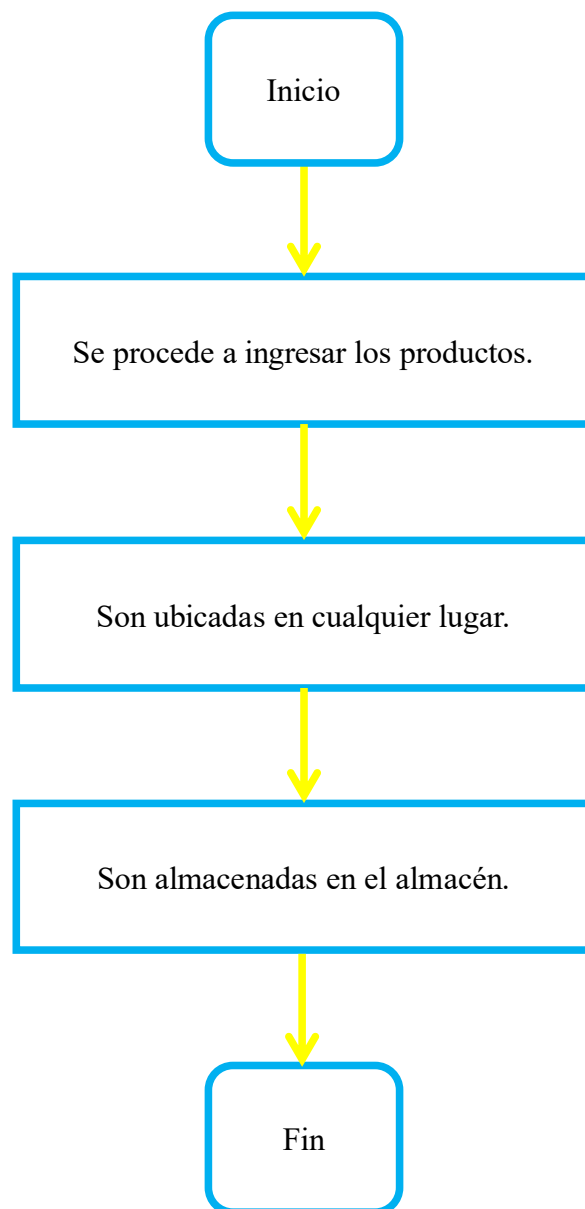 Inicio
Se procede a ingresar los productos.
Son ubicadas en cualquier lugar.
Son almacenadas en el almacén.
Fin